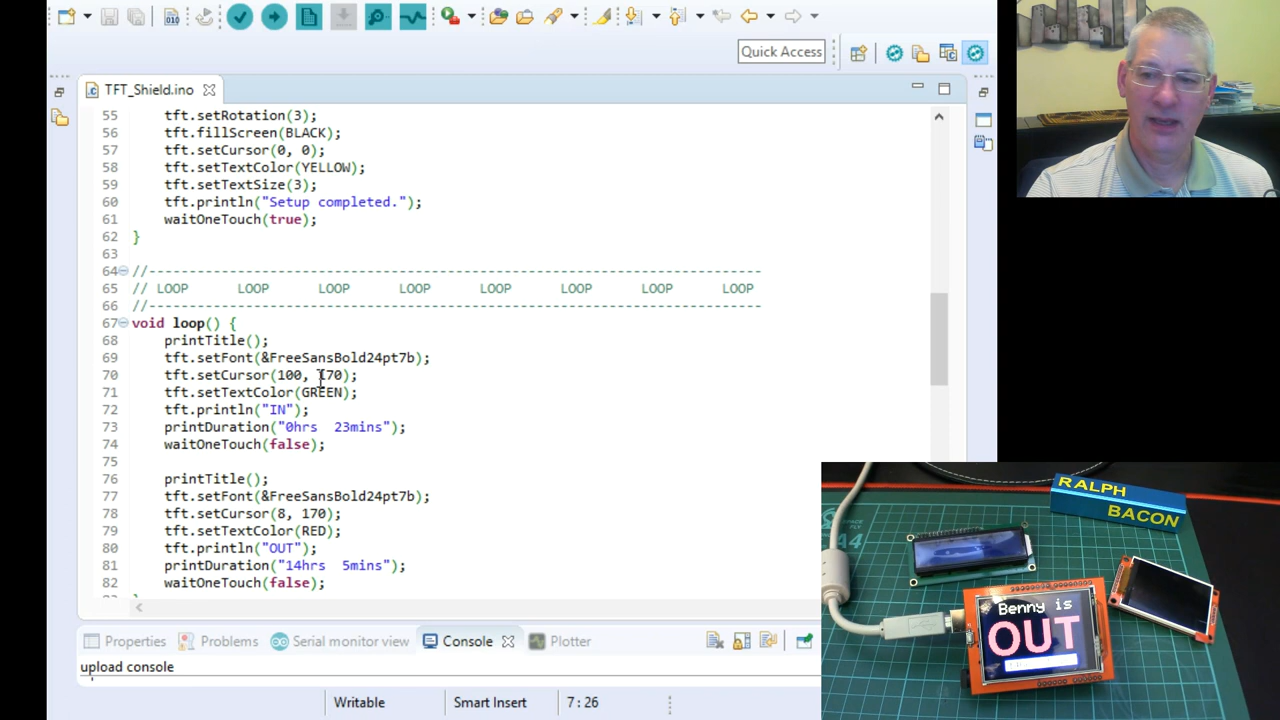 010
Quick Access
TFT_Shield.ino
55 tft.setRotation(3);
56 tft.fillScreen(BLACK);
57 tft.setCursor(0, 0);
58 tft.setTextColor(YELLOW);
59 tft.setTextSize(3);
60 tft.println("Setup completed.");
61 waitOneTouch(true);
62 }
63
64 //----------------------------------------------------------------------------
65 // LOOP LOOP LOOP LOOP LOOP LOOP LOOP LOOP
66 //----------------------------------------------------------------------------
67 void loop() {
68 printTitle();
69 tft.setFont(&FreeSansBold24pt7b);
70 tft.setCursor(100, 170);
71 tft.setTextColor(GREEN);
72 tft.println("IN");
73 printDuration("0hrs  23mins");
74 waitOneTouch(false);
75
76 printTitle();
77 tft.setFont(&FreeSansBold24pt7b);
78 tft.setCursor(8, 170);
79 tft.setTextColor(RED);
80 tft.println("OUT");
81 printDuration("14hrs  5mins");
82 waitOneTouch(false);
Properties Problems Serial monitor view Console Plotter
upload console
Writable Smart Insert 7 : 26
RALPH
BACON
A4
Benny is
OUT